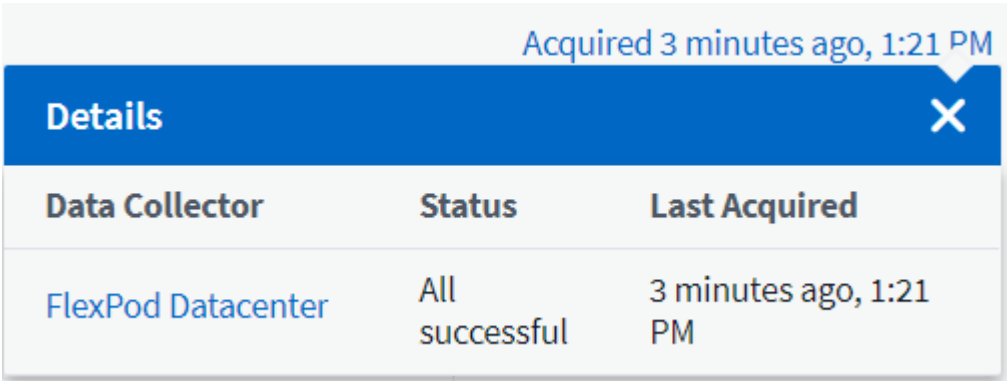 Acquired 3 minutes ago, 1:21 PM
Details
Data Collector Status Last Acquired
FlexPod Datacenter
All
successful
3 minutes ago, 1:21
PM